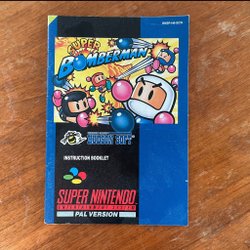 SUPER
BOMBERMAN
HUDSON SOFT
INSTRUCTION BOOKLET
SUPER NINTENDO
ENTERTAINMENT SYSTEM
PAL VERSION